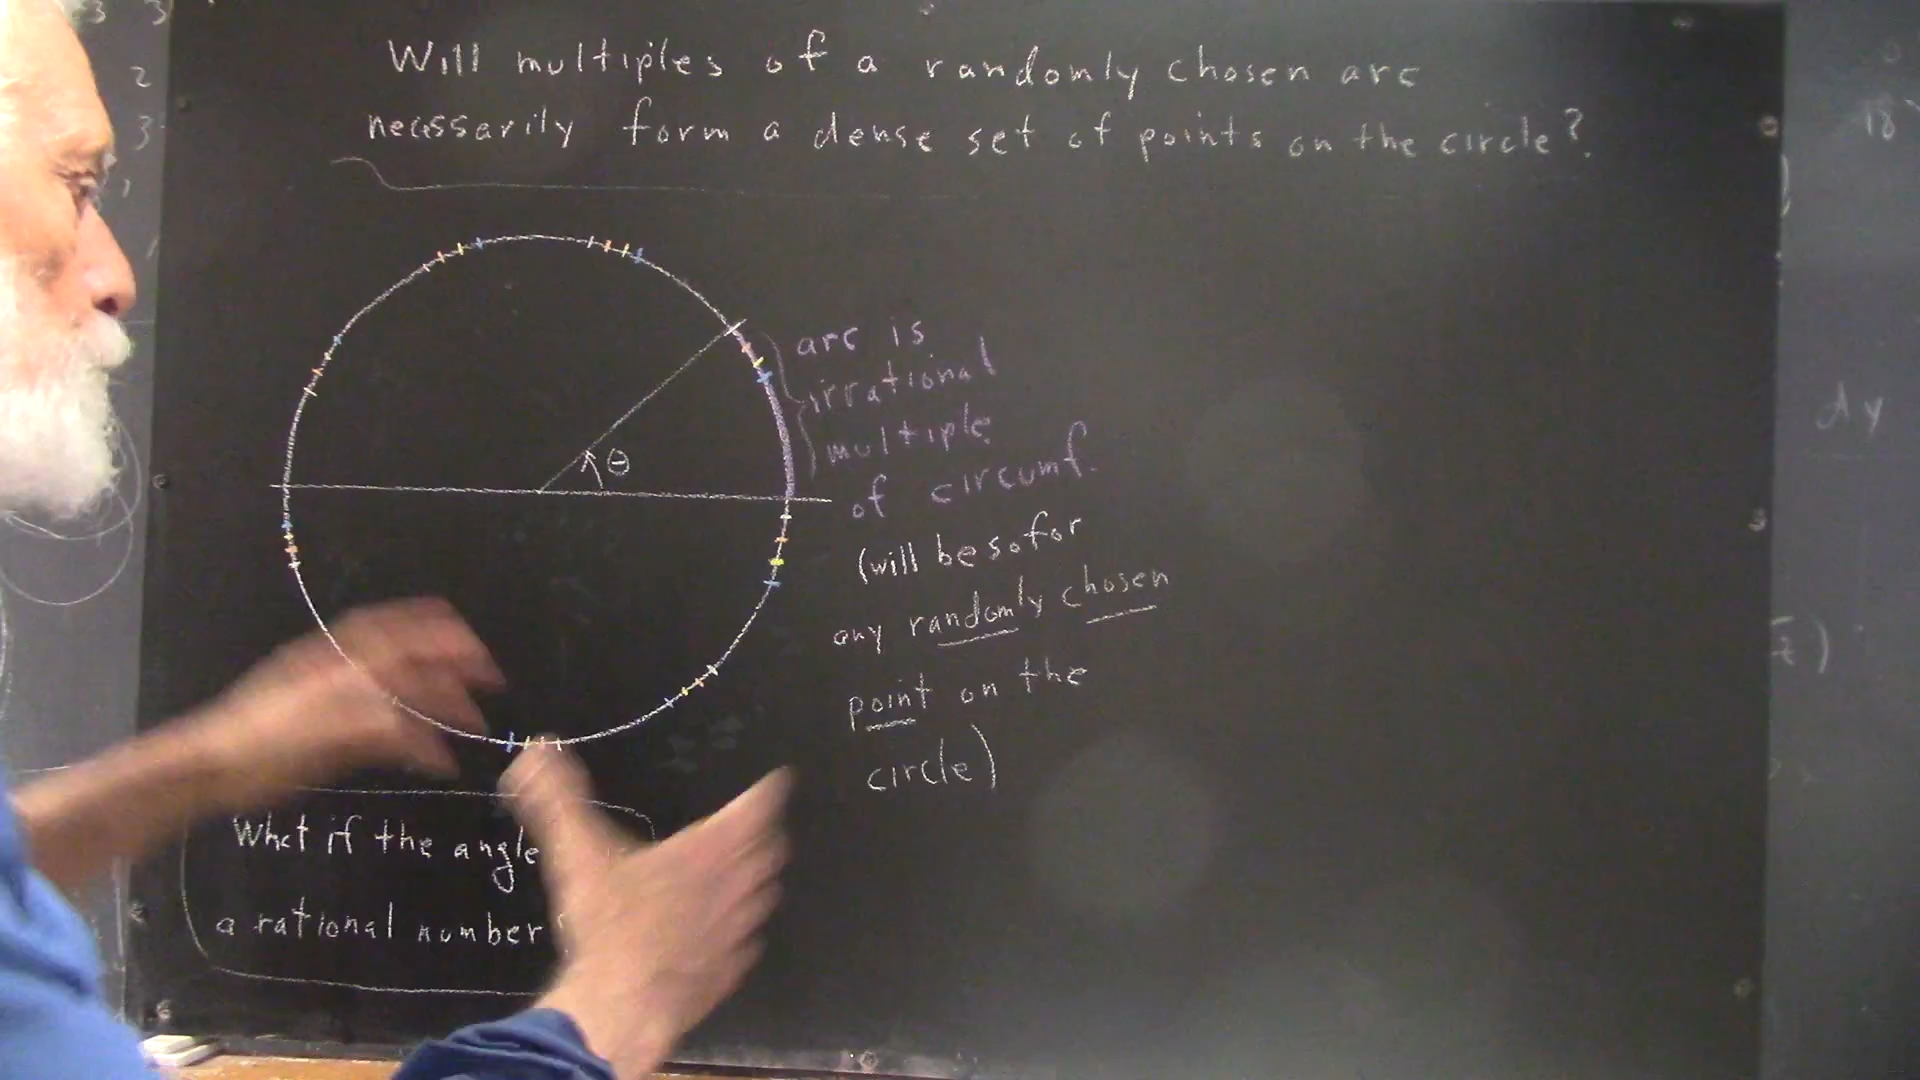 Will multiples of a randomly chosen arc
necessarily form a dense set of points on the circle?
arc is
irrational
multiple
of circumf.
θ
(will be so for
any randomly chosen
point on the
circle)
What if the angle
a rational number
18
Ay